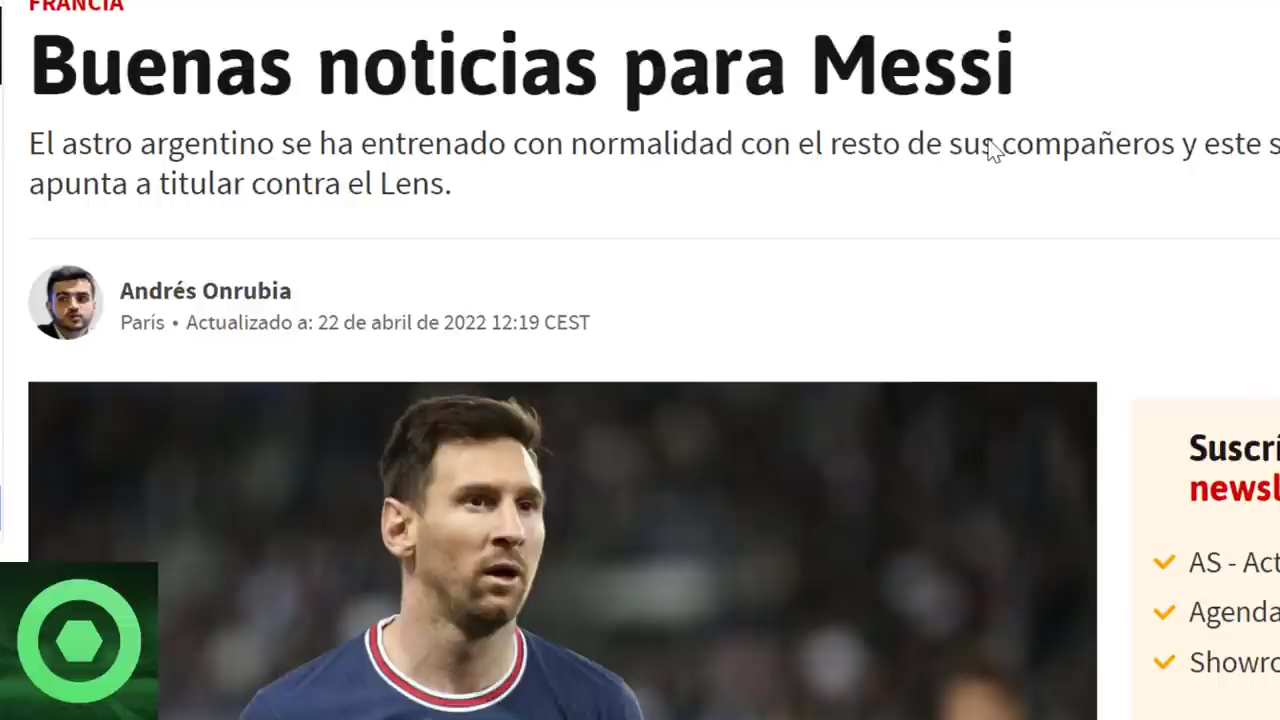 FRANCIA
Buenas noticias para Messi
El astro argentino se ha entrenado con normalidad con el resto de sus compañeros y este s
apunta a titular contra el Lens.
Andrés Onrubia
París • Actualizado a: 22 de abril de 2022 12:19 CEST
Suscrí
newsl
AS - Act
Agenda
Showro